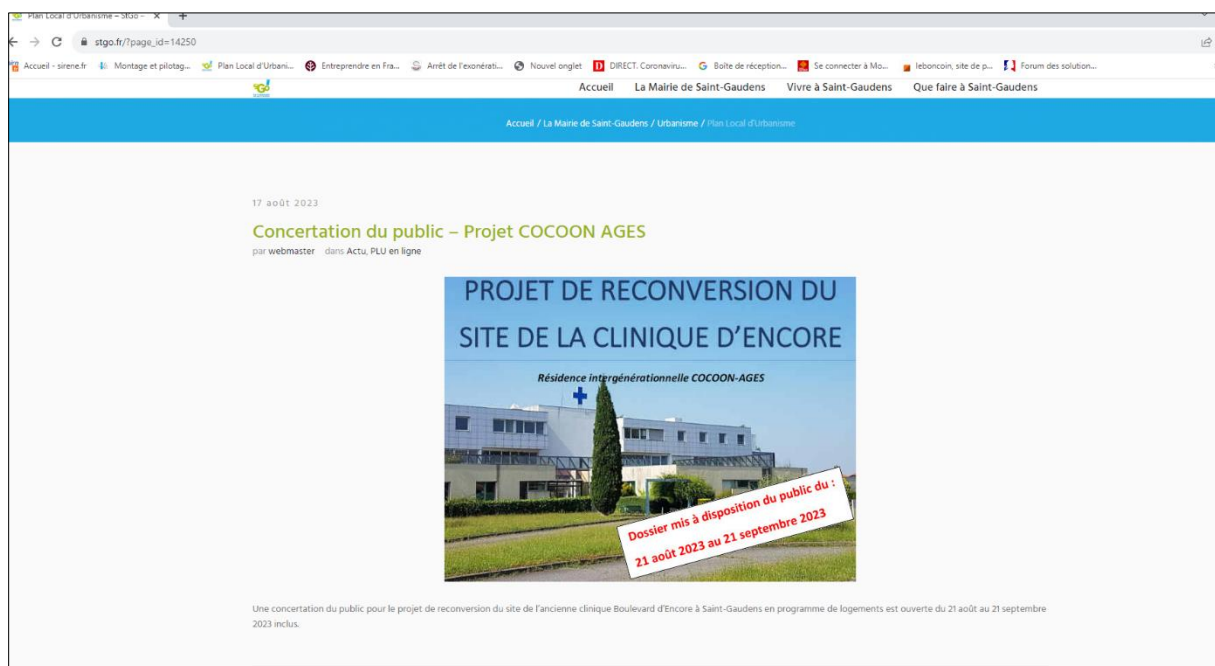 Plan Local d'Urbanisme – StGo –
stgo.fr/?page_id=14250
Accueil - sirene.fr
Montage et pilotag...
Plan Local d'Urbani...
Entreprendre en Fra...
Arrêt de l'exonérati...
Nouvel onglet
DIRECT. Coronaviru...
Boîte de réception...
Se connecter à Mo...
leboncoin, site de p...
Forum des solution...
Accueil La Mairie de Saint-Gaudens Vivre à Saint-Gaudens Que faire à Saint-Gaudens
Accueil / La Mairie de Saint-Gaudens / Urbanisme / Plan Local d'Urbanisme
17 août 2023
Concertation du public – Projet COCOON AGES
par webmaster dans Actu, PLU en ligne
PROJET DE RECONVERSION DU
SITE DE LA CLINIQUE D'ENCORE
Résidence intergénérationnelle COCOON-AGES
Dossier mis à disposition du public du :
21 août 2023 au 21 septembre 2023
Une concertation du public pour le projet de reconversion du site de l'ancienne clinique Boulevard d'Encore à Saint-Gaudens en programme de logements est ouverte du 21 août au 21 septembre
2023 inclus.